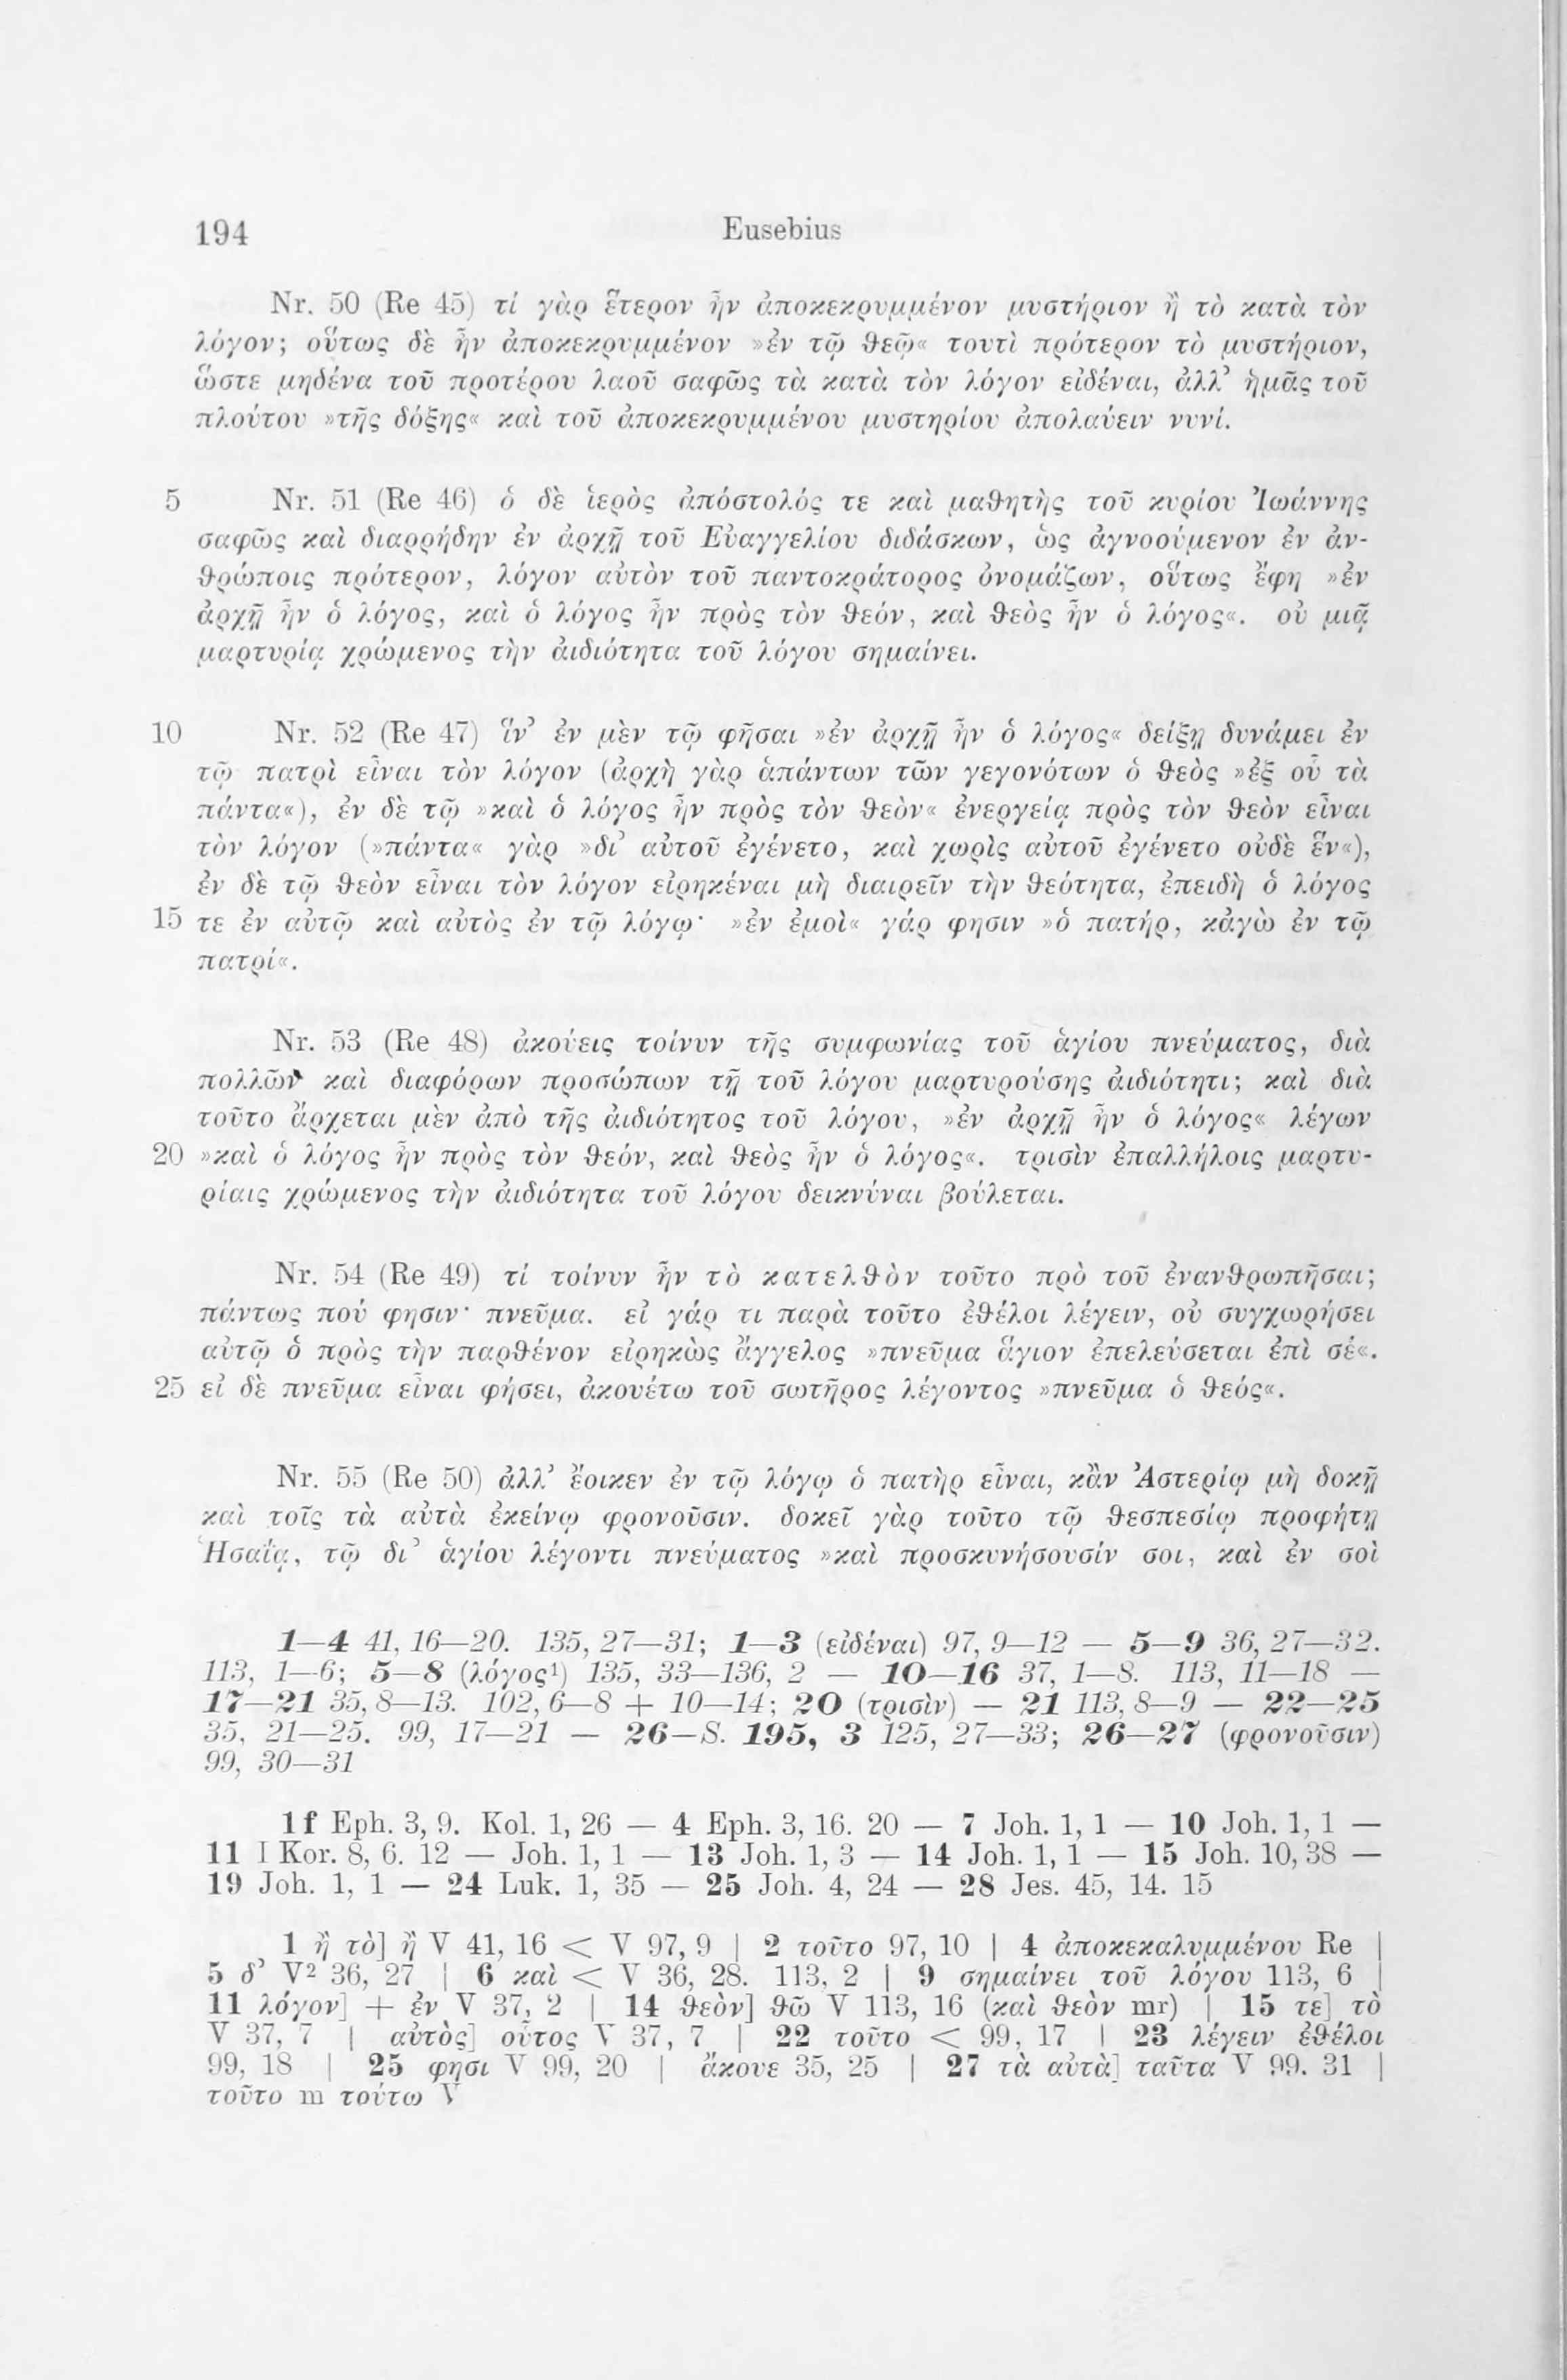 194 Eusebius
Nr. 50 (Re 45) τί γὰρ ἕτερον ἦν ἀποκεκρυμμένον μυστήριον ἢ τὸ κατὰ τὸν
λόγον; οὕτως δὲ ἦν ἀποκεκρυμμένον »ἐν τῷ θεῷ« τουτὶ πρότερον τὸ μυστήριον,
ὥστε μηδένα τοῦ προτέρου λαοῦ σαφῶς τὰ κατὰ τὸν λόγον εἰδέναι, ἀλλ’ ἡμᾶς τοῦ
πλούτου »τῆς δόξης« καὶ τοῦ ἀποκεκρυμμένου μυστηρίου ἀπολαύειν νυνί.
5 Nr. 51 (Re 46) ὁ δὲ ἱερὸς ἀπόστολός τε καὶ μαθητὴς τοῦ κυρίου Ἰωάννης
σαφῶς καὶ διαρρήδην ἐν ἀρχῇ τοῦ Εὐαγγελίου διδάσκων, ὡς ἀγνοούμενον ἐν ἀν-
θρώποις πρότερον, λόγον αὐτὸν τοῦ παντοκράτορος ὀνομάζων, οὕτως ἔφη »ἐν
ἀρχῇ ἦν ὁ λόγος, καὶ ὁ λόγος ἦν πρὸς τὸν θεόν, καὶ θεὸς ἦν ὁ λόγος«. οὐ μιᾷ
μαρτυρίᾳ χρώμενος τὴν ἀιδιότητα τοῦ λόγου σημαίνει.
10 Nr. 52 (Re 47) ἵν’ ἐν μὲν τῷ φῆσαι »ἐν ἀρχῇ ἦν ὁ λόγος« δείξῃ δυνάμει ἐν
τῷ πατρὶ εἶναι τὸν λόγον (ἀρχὴ γὰρ ἁπάντων τῶν γεγονότων ὁ θεὸς »ἐξ οὗ τὰ
πάντα«), ἐν δὲ τῷ »καὶ ὁ λόγος ἦν πρὸς τὸν θεὸν« ἐνεργείᾳ πρὸς τὸν θεὸν εἶναι
τὸν λόγον (»πάντα« γὰρ »δι’ αὐτοῦ ἐγένετο, καὶ χωρὶς αὐτοῦ ἐγένετο οὐδὲ ἕν«),
ἐν δὲ τῷ θεὸν εἶναι τὸν λόγον εἰρηκέναι μὴ διαιρεῖν τὴν θεότητα, ἐπειδὴ ὁ λόγος
15 τε ἐν αὐτῷ καὶ αὐτὸς ἐν τῷ λόγῳ· »ἐν ἐμοὶ« γάρ φησιν »ὁ πατήρ, κἀγὼ ἐν τῷ
πατρί«.
Nr. 53 (Re 48) ἀκούεις τοίνυν τῆς συμφωνίας τοῦ ἁγίου πνεύματος, διὰ
πολλῶν καὶ διαφόρων προσώπων τῇ τοῦ λόγου μαρτυρούσης ἀιδιότητι; καὶ διὰ
τοῦτο ἄρχεται μὲν ἀπὸ τῆς ἀιδιότητος τοῦ λόγου, »ἐν ἀρχῇ ἦν ὁ λόγος« λέγων
20 »καὶ ὁ λόγος ἦν πρὸς τὸν θεόν, καὶ θεὸς ἦν ὁ λόγος«. τρισὶν ἐπαλλήλοις μαρτυ-
ρίαις χρώμενος τὴν ἀιδιότητα τοῦ λόγου δεικνύναι βούλεται.
Nr. 54 (Re 49) τί τοίνυν ἦν τὸ κατελθὸν τοῦτο πρὸ τοῦ ἐνανθρωπῆσαι;
πάντως πού φησιν· πνεῦμα. εἰ γάρ τι παρὰ τοῦτο ἐθέλοι λέγειν, οὐ συγχωρήσει
αὐτῷ ὁ πρὸς τὴν παρθένον εἰρηκὼς ἄγγελος »πνεῦμα ἅγιον ἐπελεύσεται ἐπὶ σέ«.
25 εἰ δὲ πνεῦμα εἶναι φήσει, ἀκουέτω τοῦ σωτῆρος λέγοντος »πνεῦμα ὁ θεός«.
Nr. 55 (Re 50) ἀλλ’ ἔοικεν ἐν τῷ λόγῳ ὁ πατὴρ εἶναι, κἂν Ἀστερίῳ μὴ δοκῇ
καὶ τοῖς τὰ αὐτὰ ἐκείνῳ φρονοῦσιν. δοκεῖ γὰρ τοῦτο τῷ θεσπεσίῳ προφήτῃ
Ἡσαΐᾳ, τῷ δι’ ἁγίου λέγοντι πνεύματος »καὶ προσκυνήσουσίν σοι, καὶ ἐν σοὶ
1—4 41, 16—20. 135, 27—31; 1—3 (εἰδέναι) 97, 9—12 — 5—9 36, 27—32.
113, 1—6; 5—8 (λόγος¹) 135, 33—136, 2 — 10—16 37, 1—8. 113, 11—18 —
17—21 35, 8—13. 102, 6—8 + 10—14; 20 (τρισὶν) — 21 113, 8—9 — 22—25
35, 21—25. 99, 17—21 — 26—S. 195, 3 125, 27—33; 26—27 (φρονοῦσιν)
99, 30—31
1f Eph. 3, 9. Kol. 1, 26 — 4 Eph. 3, 16. 20 — 7 Joh. 1, 1 — 10 Joh. 1, 1 —
11 I Kor. 8, 6. 12 — Joh. 1, 1 — 13 Joh. 1, 3 — 14 Joh. 1, 1 — 15 Joh. 10, 38 —
19 Joh. 1, 1 — 24 Luk. 1, 35 — 25 Joh. 4, 24 — 28 Jes. 45, 14. 15
1 ἢ τὸ] ἢ V 41, 16 < V 97, 9 | 2 τοῦτο 97, 10 | 4 ἀποκεκαλυμμένου Re |
5 δ’ V² 36, 27 | 6 καὶ < V 36, 28. 113, 2 | 9 σημαίνει τοῦ λόγου 113, 6 |
11 λόγον] + ἐν V 37, 2 | 14 θεὸν] θῶ V 113, 16 (καὶ θεὸν mr) | 15 τε] τὸ
V 37, 7 | αὐτὸς] οὗτος V 37, 7 | 22 τοῦτο < 99, 17 | 23 λέγειν ἐθέλοι
99, 18 | 25 φησι V 99, 20 | ἄκουε 35, 25 | 27 τὰ αὐτὰ] ταῦτα V 99. 31 |
τοῦτο m τούτω V